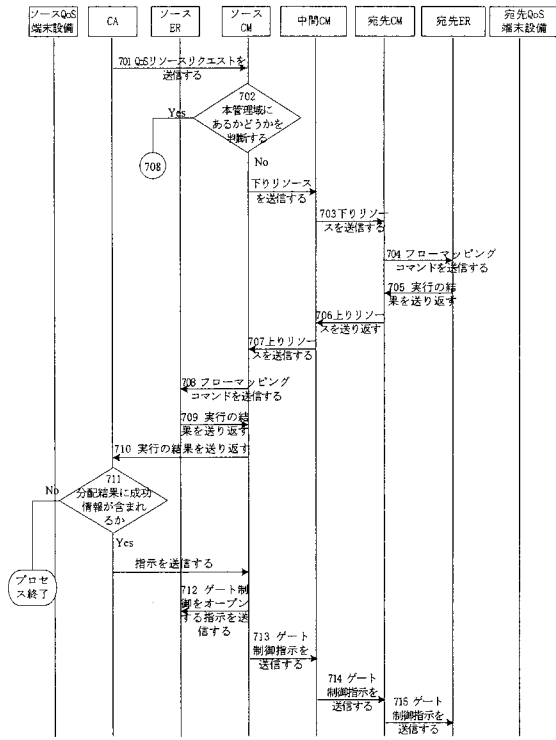 ソースQoS
端末設備
CA
ソース
ER
ソース
CM
中間CM
宛先CM
宛先ER
宛先QoS
端末設備
701 QoSリソースリクエストを
送信する
702
本管理域に
あるかどうかを
判断する
Yes
708
No
下りリソース
を送信する
703下りリソー
スを送信する
704 フローマッピング
コマンドを送信する
705 実行の結
果を送り返す
706上りリソー
スを送り返す
707上りリソー
スを送信する
708 フローマッピング
コマンドを送信する
709 実行の結
果を送り返す
710 実行の結果を送り返す
711
分配結果に成功
情報が含まれ
るか
No
Yes
プロセ
ス終了
指示を送信する
712 ゲート制
御をオープン
する指示を送
信する
713 ゲート
制御指示を
送信する
714 ゲート
制御指示を
送信する
715 ゲート
制御指示を
送信する